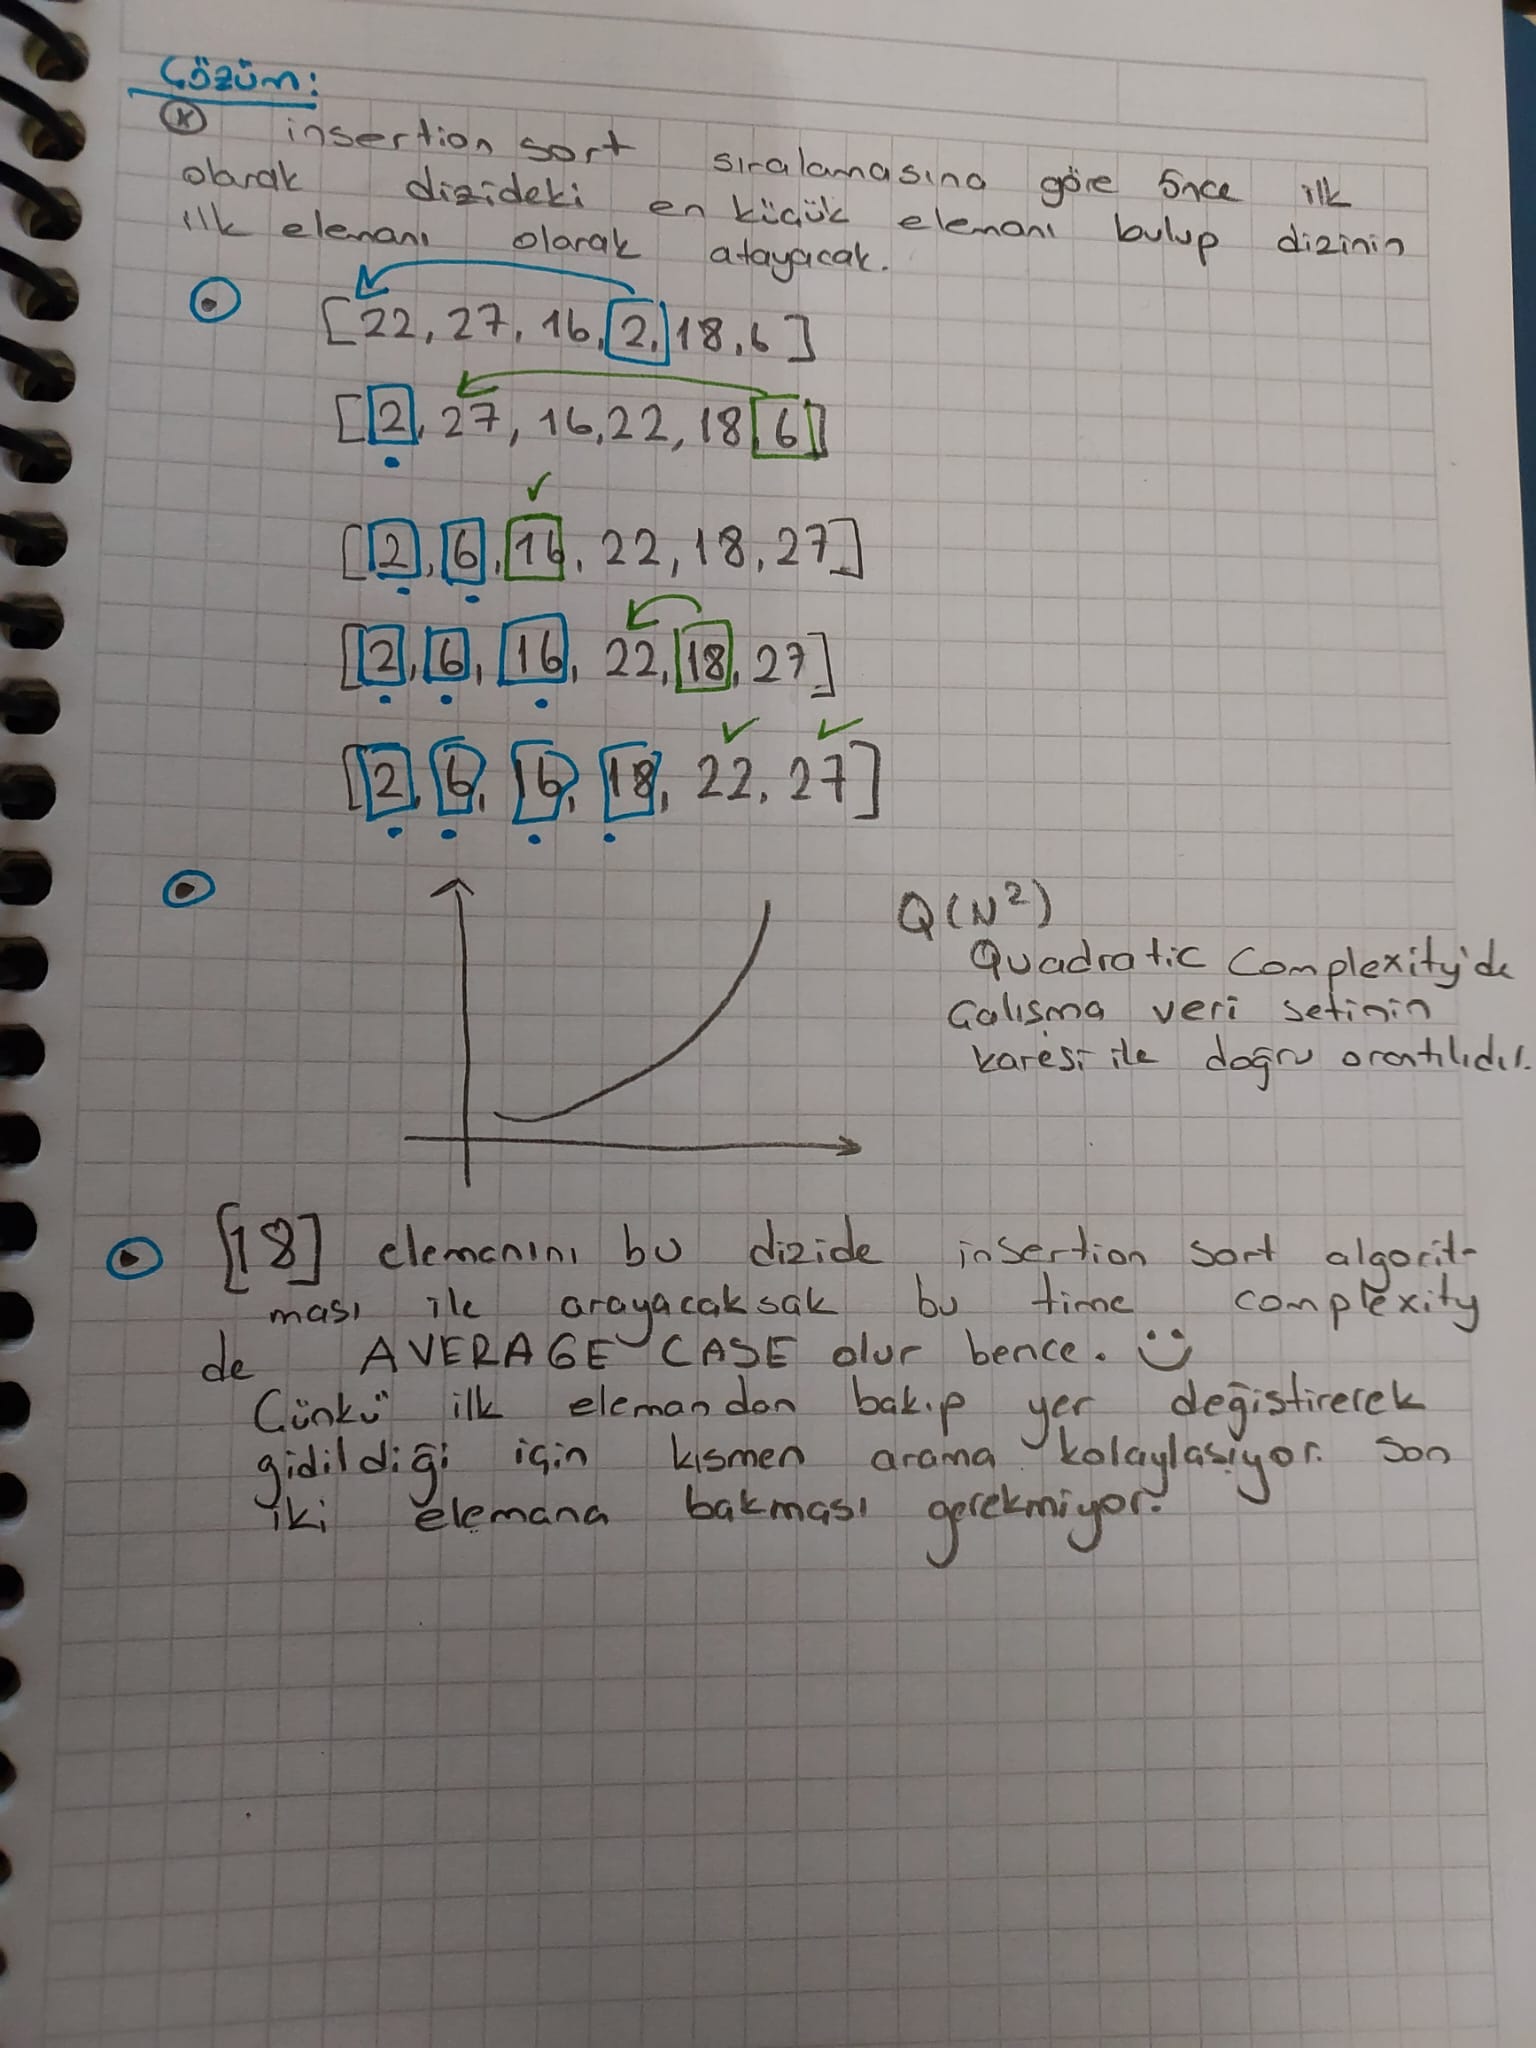 Çözüm:
* insertion sort sıralamasına göre önce ilk
olarak dizideki en küçük elemanı bulup dizinin
ilk elemanı olarak atayacak.
[22, 27, 16, 2, 18, 6]
[2, 27, 16, 22, 18, 6]
[2, 6, 16, 22, 18, 27]
[2, 6, 16, 22, 18, 27]
[2, 6, 16, 18, 22, 27]
Q(N²)
Quadratic Complexity'de
Çalışma veri setinin
karesi ile doğru orantılıdır.
[18] elemanını bu dizide insertion sort algorit-
ması ile arayacaksak bu time complexity
de AVERAGE CASE olur bence.
Çünkü ilk elemandan bakıp yer değiştirerek
gidildiği için kısmen arama kolaylaşıyor. Son
iki elemana bakması gerekmiyor.